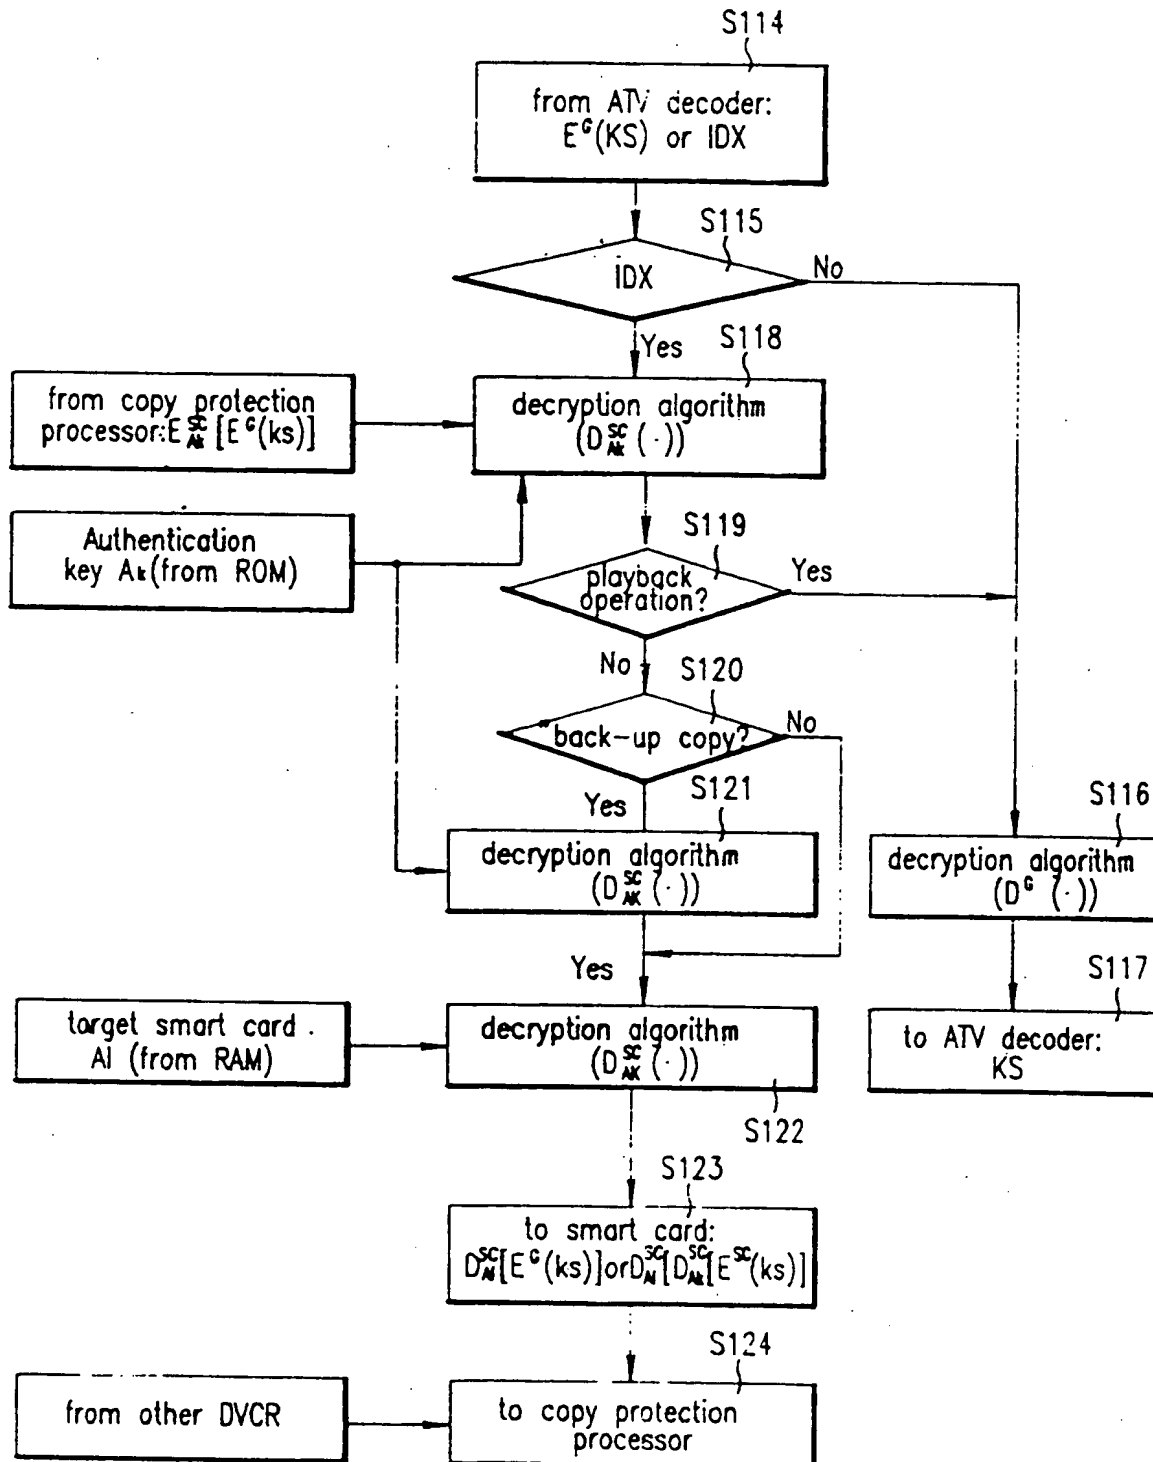 S114
from ATV decoder:
E^G(KS) or IDX
S115
IDX
No
Yes
S118
from copy protection
processor:E^SC_Ak[E^G(ks)]
decryption algorithm
(D^SC_Ak(·))
Authentication
key Ak(from ROM)
S119
playback
operation?
Yes
No
S120
back-up copy?
No
Yes
S121
decryption algorithm
(D^SC_AK(·))
S116
decryption algorithm
(D^G(·))
Yes
S117
target smart card
AI (from RAM)
decryption algorithm
(D^SC_AK(·))
to ATV decoder:
KS
S122
S123
to smart card:
D^SC_AI[E^G(ks)]orD^SC_AI[D^SC_Ak[E^SC(ks)]
S124
from other DVCR
to copy protection
processor